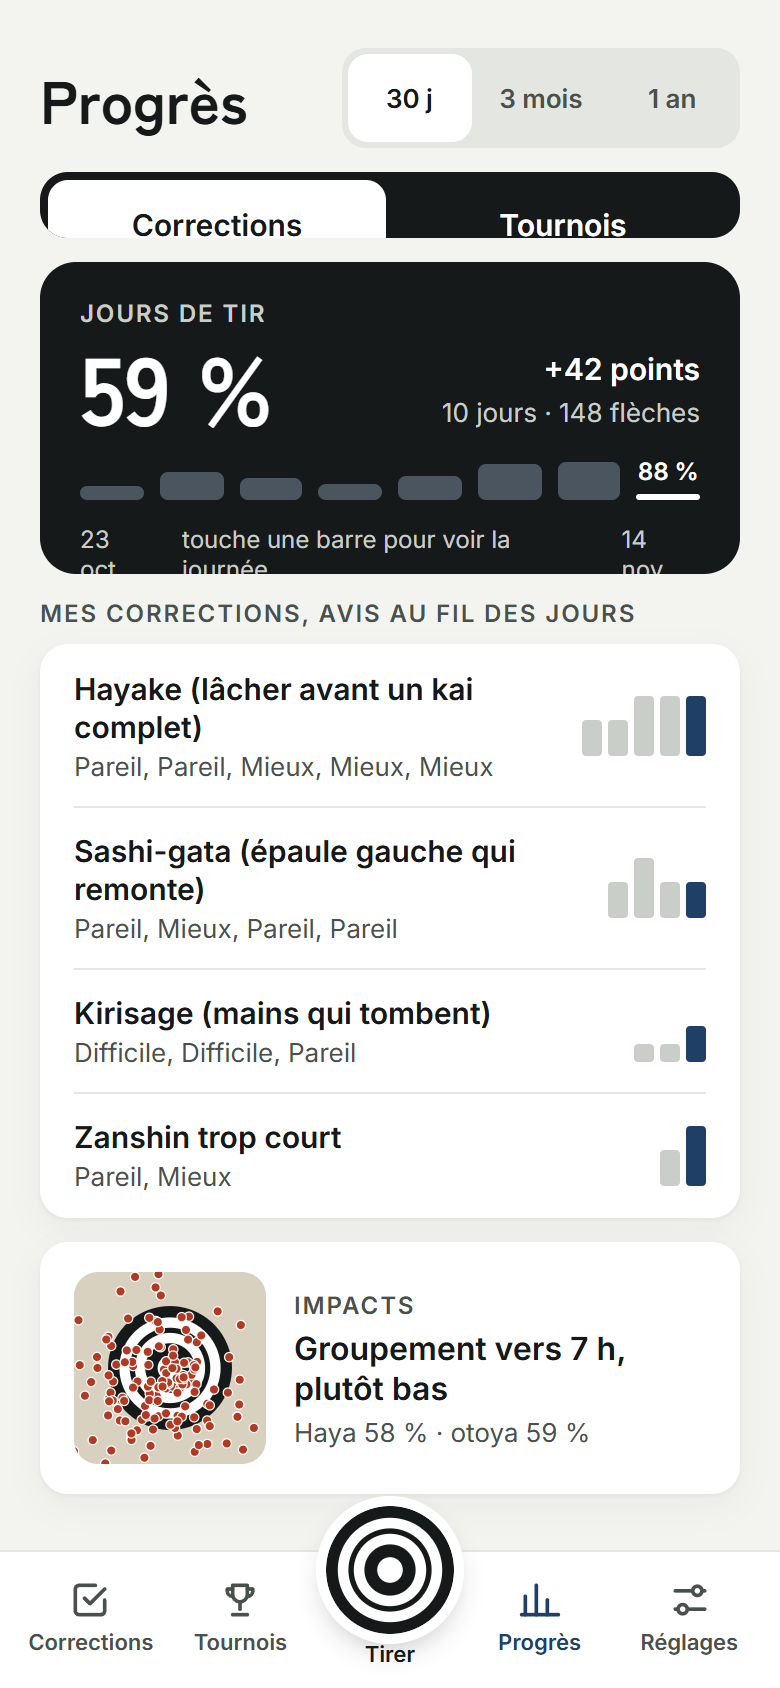 Progrès
30 j
3 mois
1 an
Corrections
Tournois
JOURS DE TIR
59 %
+42 points
10 jours · 148 flèches
88 %
23 oct
touche une barre pour voir la journée
14 nov
MES CORRECTIONS, AVIS AU FIL DES JOURS
Hayake (lâcher avant un kai
complet)
Pareil, Pareil, Mieux, Mieux, Mieux
Sashi-gata (épaule gauche qui
remonte)
Pareil, Mieux, Pareil, Pareil
Kirisage (mains qui tombent)
Difficile, Difficile, Pareil
Zanshin trop court
Pareil, Mieux
IMPACTS
Groupement vers 7 h,
plutôt bas
Haya 58 % · otoya 59 %
Corrections
Tournois
Tirer
Progrès
Réglages